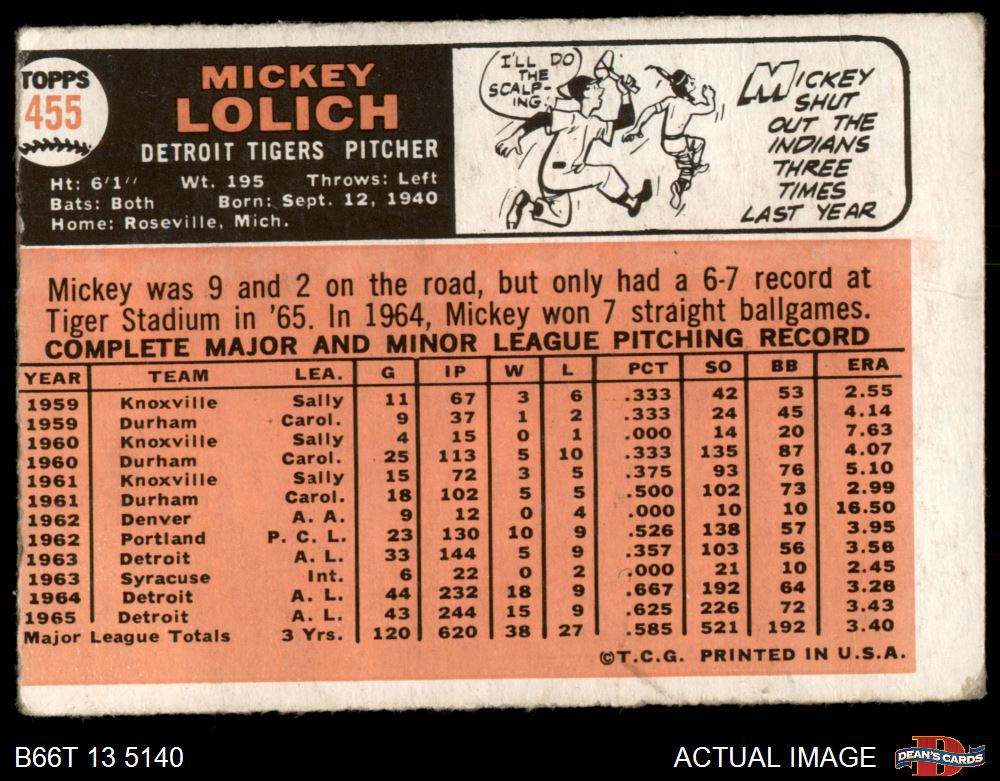 TOPPS
455
MICKEY
LOLICH
DETROIT TIGERS PITCHER
Ht: 6'1" Wt. 195 Throws: Left
Bats: Both Born: Sept. 12, 1940
Home: Roseville, Mich.
I'LL DO
THE
SCALP-
ING!
MICKEY
SHUT
OUT THE
INDIANS
THREE
TIMES
LAST YEAR
Mickey was 9 and 2 on the road, but only had a 6-7 record at
Tiger Stadium in '65. In 1964, Mickey won 7 straight ballgames.
COMPLETE MAJOR AND MINOR LEAGUE PITCHING RECORD
YEAR TEAM LEA. G IP W L PCT SO BB ERA
1959 Knoxville Sally 11 67 3 6 .333 42 53 2.55
1959 Durham Carol. 9 37 1 2 .333 24 45 4.14
1960 Knoxville Sally 4 15 0 1 .000 14 20 7.63
1960 Durham Carol. 25 113 5 10 .333 135 87 4.07
1961 Knoxville Sally 15 72 3 5 .375 93 76 5.10
1961 Durham Carol. 18 102 5 5 .500 102 73 2.99
1962 Denver A. A. 9 12 0 4 .000 10 10 16.50
1962 Portland P. C. L. 23 130 10 9 .526 138 57 3.95
1963 Detroit A. L. 33 144 5 9 .357 103 56 3.56
1963 Syracuse Int. 6 22 0 2 .000 21 10 2.45
1964 Detroit A. L. 44 232 18 9 .667 192 64 3.26
1965 Detroit A. L. 43 244 15 9 .625 226 72 3.43
Major League Totals 3 Yrs. 120 620 38 27 .585 521 192 3.40
©T.C.G. PRINTED IN U.S.A.
B66T 13 5140
ACTUAL IMAGE
DEAN'S CARDS